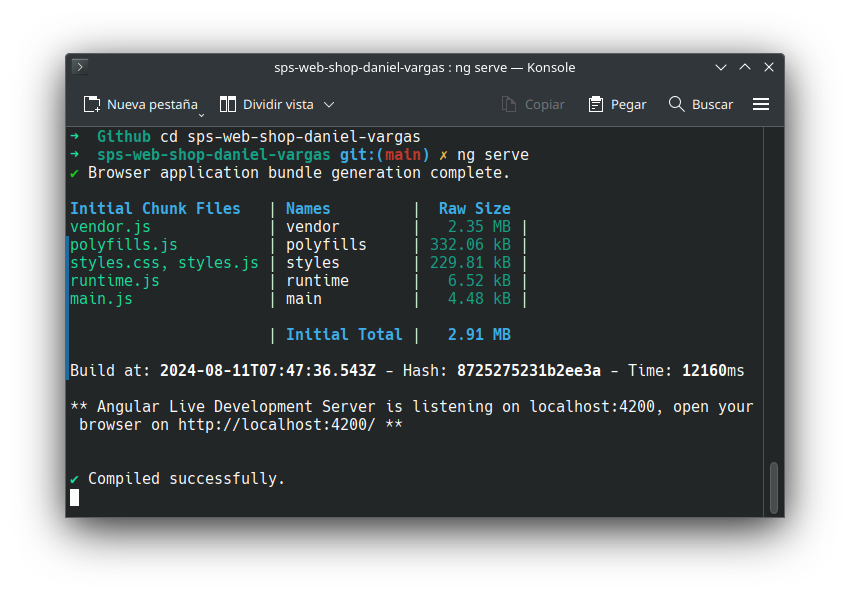 sps-web-shop-daniel-vargas : ng serve — Konsole
Nueva pestaña Dividir vista Copiar Pegar Buscar
➜ Github cd sps-web-shop-daniel-vargas
➜ sps-web-shop-daniel-vargas git:(main) ✗ ng serve
✔ Browser application bundle generation complete.
Initial Chunk Files | Names | Raw Size
vendor.js | vendor | 2.35 MB |
polyfills.js | polyfills | 332.06 kB |
styles.css, styles.js | styles | 229.81 kB |
runtime.js | runtime | 6.52 kB |
main.js | main | 4.48 kB |
| Initial Total | 2.91 MB
Build at: 2024-08-11T07:47:36.543Z - Hash: 8725275231b2ee3a - Time: 12160ms
** Angular Live Development Server is listening on localhost:4200, open your
browser on http://localhost:4200/ **
✔ Compiled successfully.